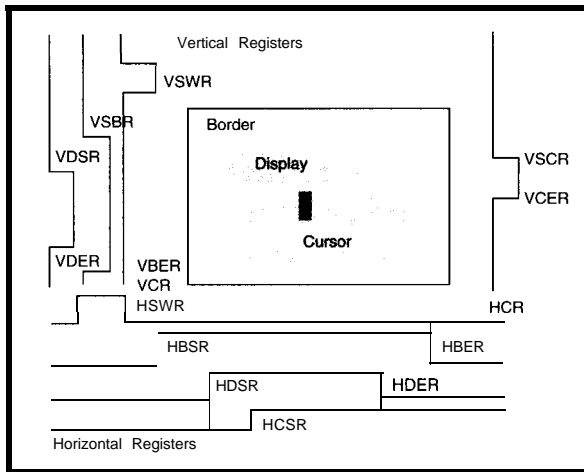 Vertical Registers
VSWR
VSBR
Border
VDSR
Display
VSCR
VCER
Cursor
VDER
VBER
VCR
HSWR
HCR
HBSR
HBER
HDSR
HDER
HCSR
Horizontal Registers